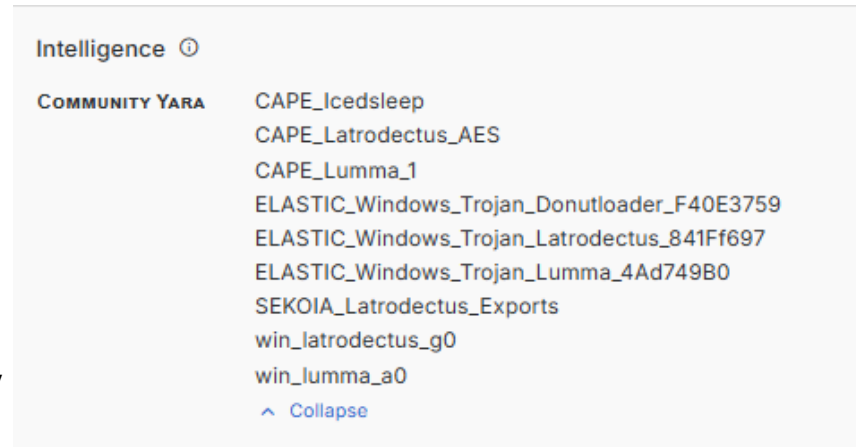 Intelligence ⓘ
COMMUNITY YARA CAPE_Icedsleep
CAPE_Latrodectus_AES
CAPE_Lumma_1
ELASTIC_Windows_Trojan_Donutloader_F40E3759
ELASTIC_Windows_Trojan_Latrodectus_841Ff697
ELASTIC_Windows_Trojan_Lumma_4Ad749B0
SEKOIA_Latrodectus_Exports
win_latrodectus_g0
win_lumma_a0
Collapse